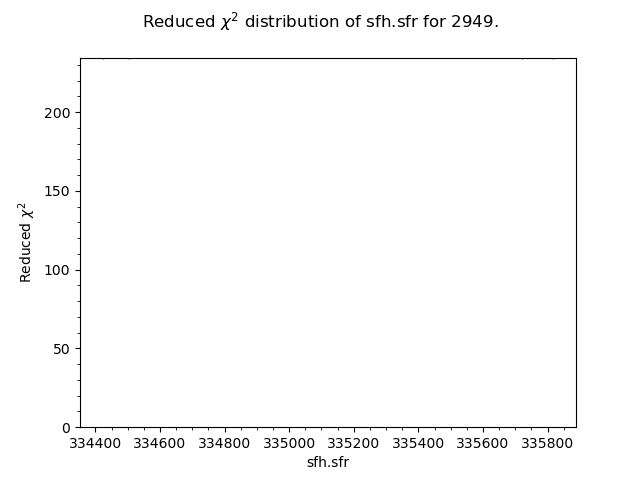 Reduced χ² distribution of sfh.sfr for 2949.
200
150
100
50
0
Reduced χ²
334400 334600 334800 335000 335200 335400 335600 335800
sfh.sfr